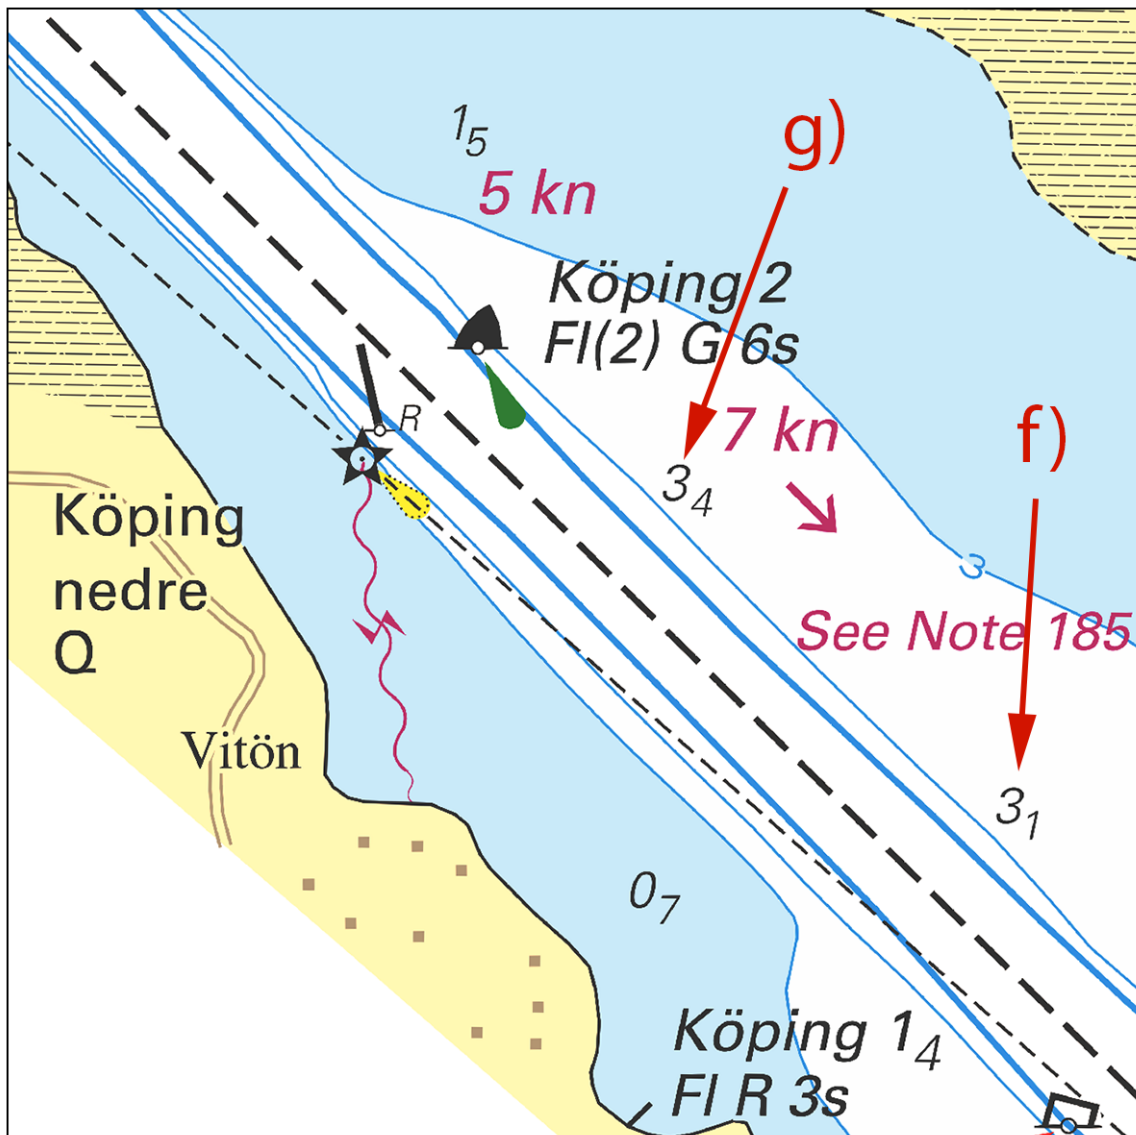 g)
1₅
5 kn
Köping 2
Fl(2) G 6s
R
7 kn
f)
3₄
Köping
nedre
Q
3
See Note 185
Vitön
3₁
0₇
Köping 1₄
Fl R 3s